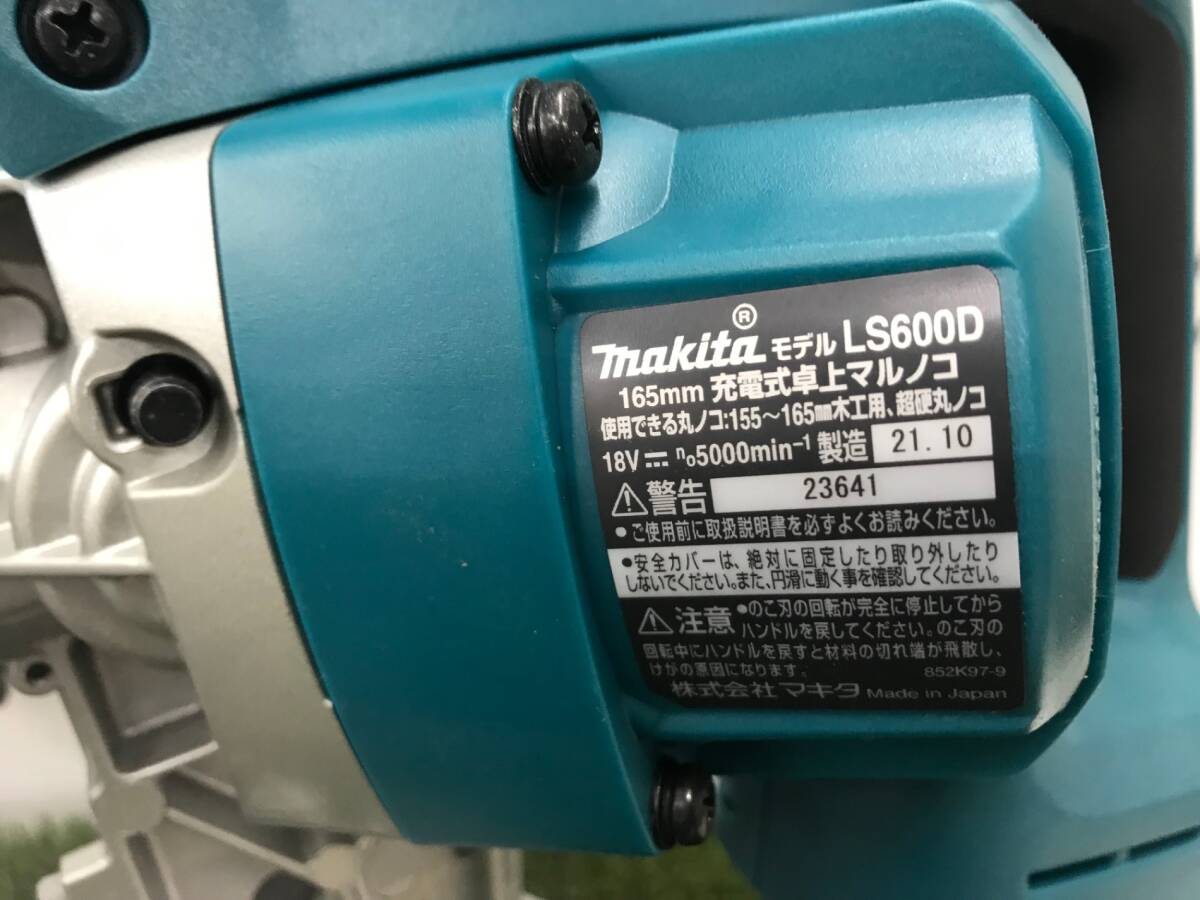 makita® モデル LS600D
165mm 充電式卓上マルノコ
使用できる丸ノコ:155～165mm木工用、超硬丸ノコ
18V⎓ n₀5000min⁻¹ 製造 21.10
⚠警告 23641
●ご使用前に取扱説明書を必ずよくお読みください。
●安全カバーは、絶対に固定したり取り外したり
しないでください。また、円滑に動く事を確認してください。
⚠注意 ●のこ刃の回転が完全に停止してから
ハンドルを戻してください。のこ刃の
回転中にハンドルを戻すと材料の切れ端が飛散し、
けがの原因になります。 852K97-9
株式会社マキタ Made in Japan